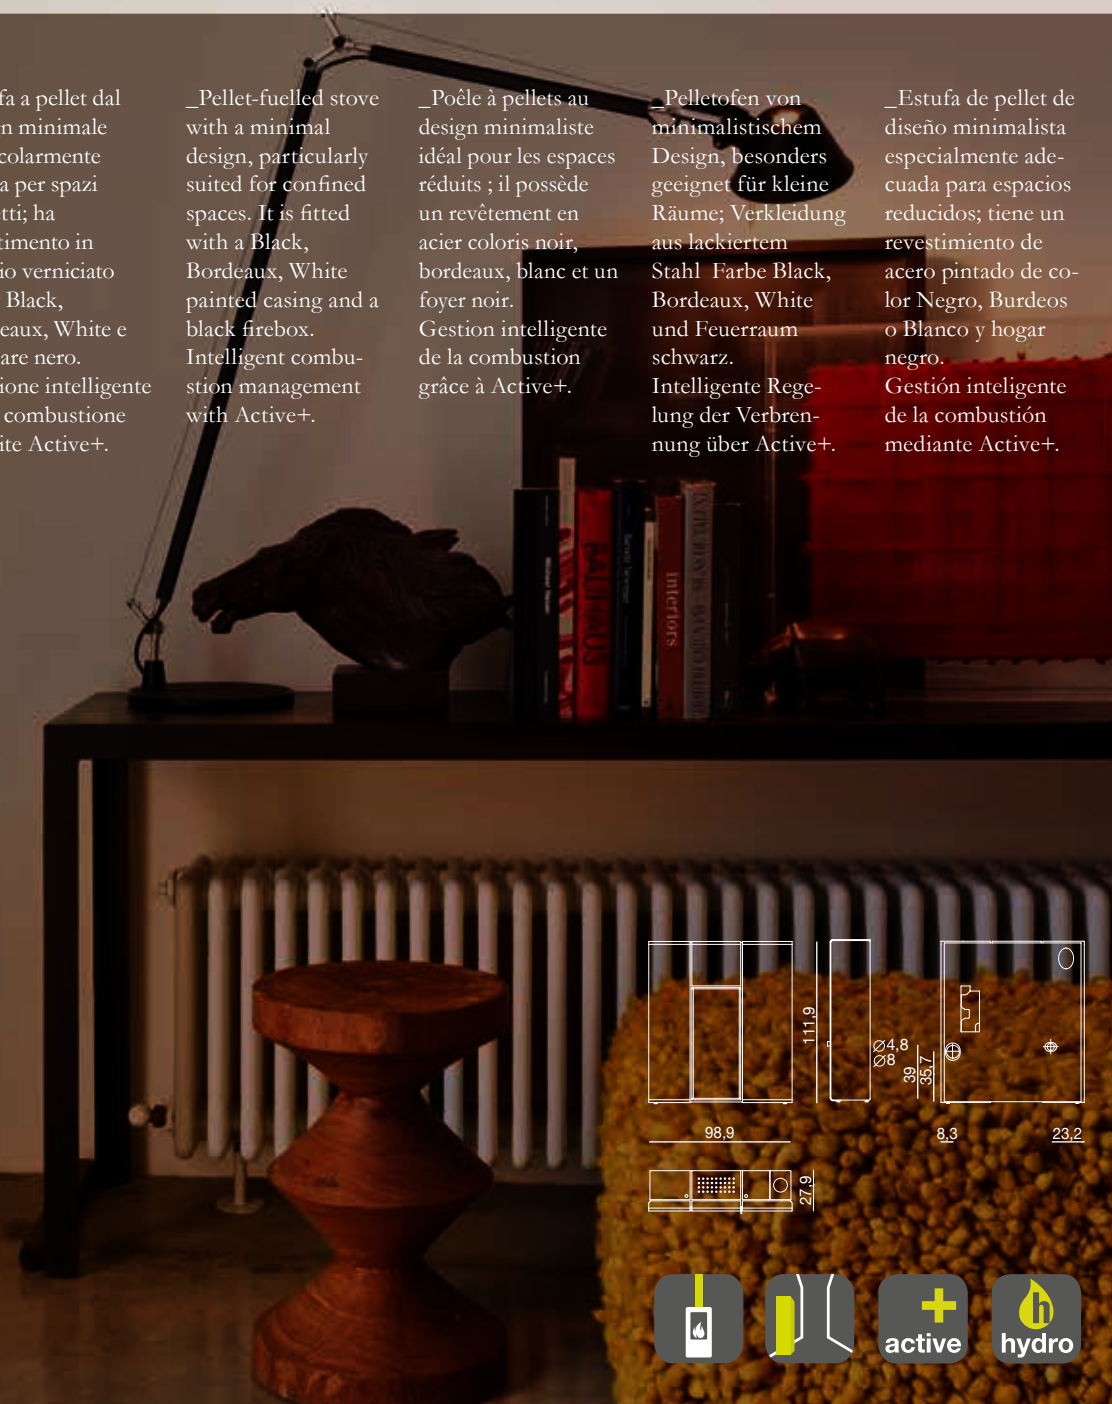 fa a pellet dal
n minimale
colarmente
a per spazi
etti; ha
timento in
io verniciato
Black,
eaux, White e
are nero.
ione intelligente
combustione
ite Active+.
_Pellet-fuelled stove
with a minimal
design, particularly
suited for confined
spaces. It is fitted
with a Black,
Bordeaux, White
painted casing and a
black firebox.
Intelligent combu-
stion management
with Active+.
_Poêle à pellets au
design minimaliste
idéal pour les espaces
réduits ; il possède
un revêtement en
acier coloris noir,
bordeaux, blanc et un
foyer noir.
Gestion intelligente
de la combustion
grâce à Active+.
_Pelletofen von
minimalistischem
Design, besonders
geeignet für kleine
Räume; Verkleidung
aus lackiertem
Stahl Farbe Black,
Bordeaux, White
und Feuerraum
schwarz.
Intelligente Rege-
lung der Verbren-
nung über Active+.
_Estufa de pellet de
diseño minimalista
especialmente ade-
cuada para espacios
reducidos; tiene un
revestimiento de
acero pintado de co-
lor Negro, Burdeos
o Blanco y hogar
negro.
Gestión inteligente
de la combustión
mediante Active+.
interiors
111,9
Ø4,8
Ø8
39
35,7
98,9
8,3
23,2
27,9
active
h
hydro